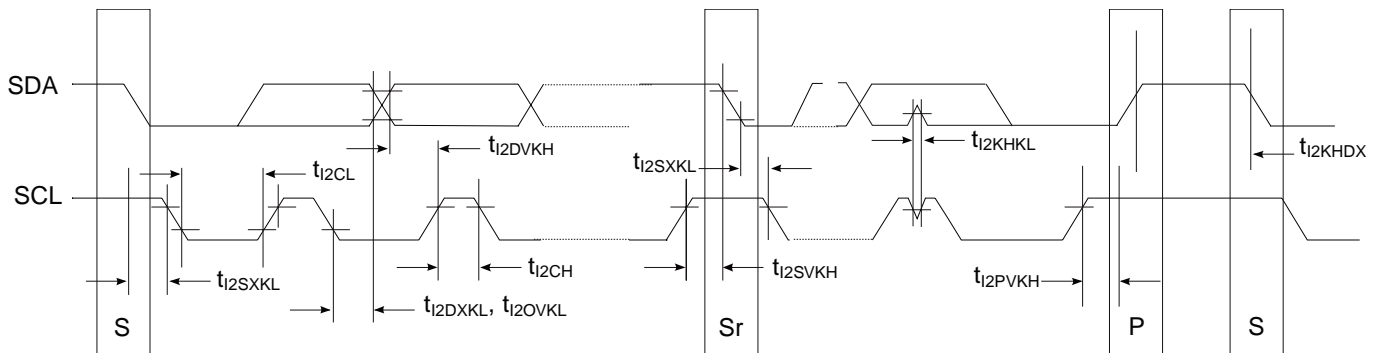 SDA
tI2DVKH
tI2SXKL
tI2KHKL
tI2KHDX
tI2CL
SCL
tI2SXKL
tI2CH
tI2SVKH
tI2PVKH
tI2DXKL, tI2OVKL
S
Sr
P
S